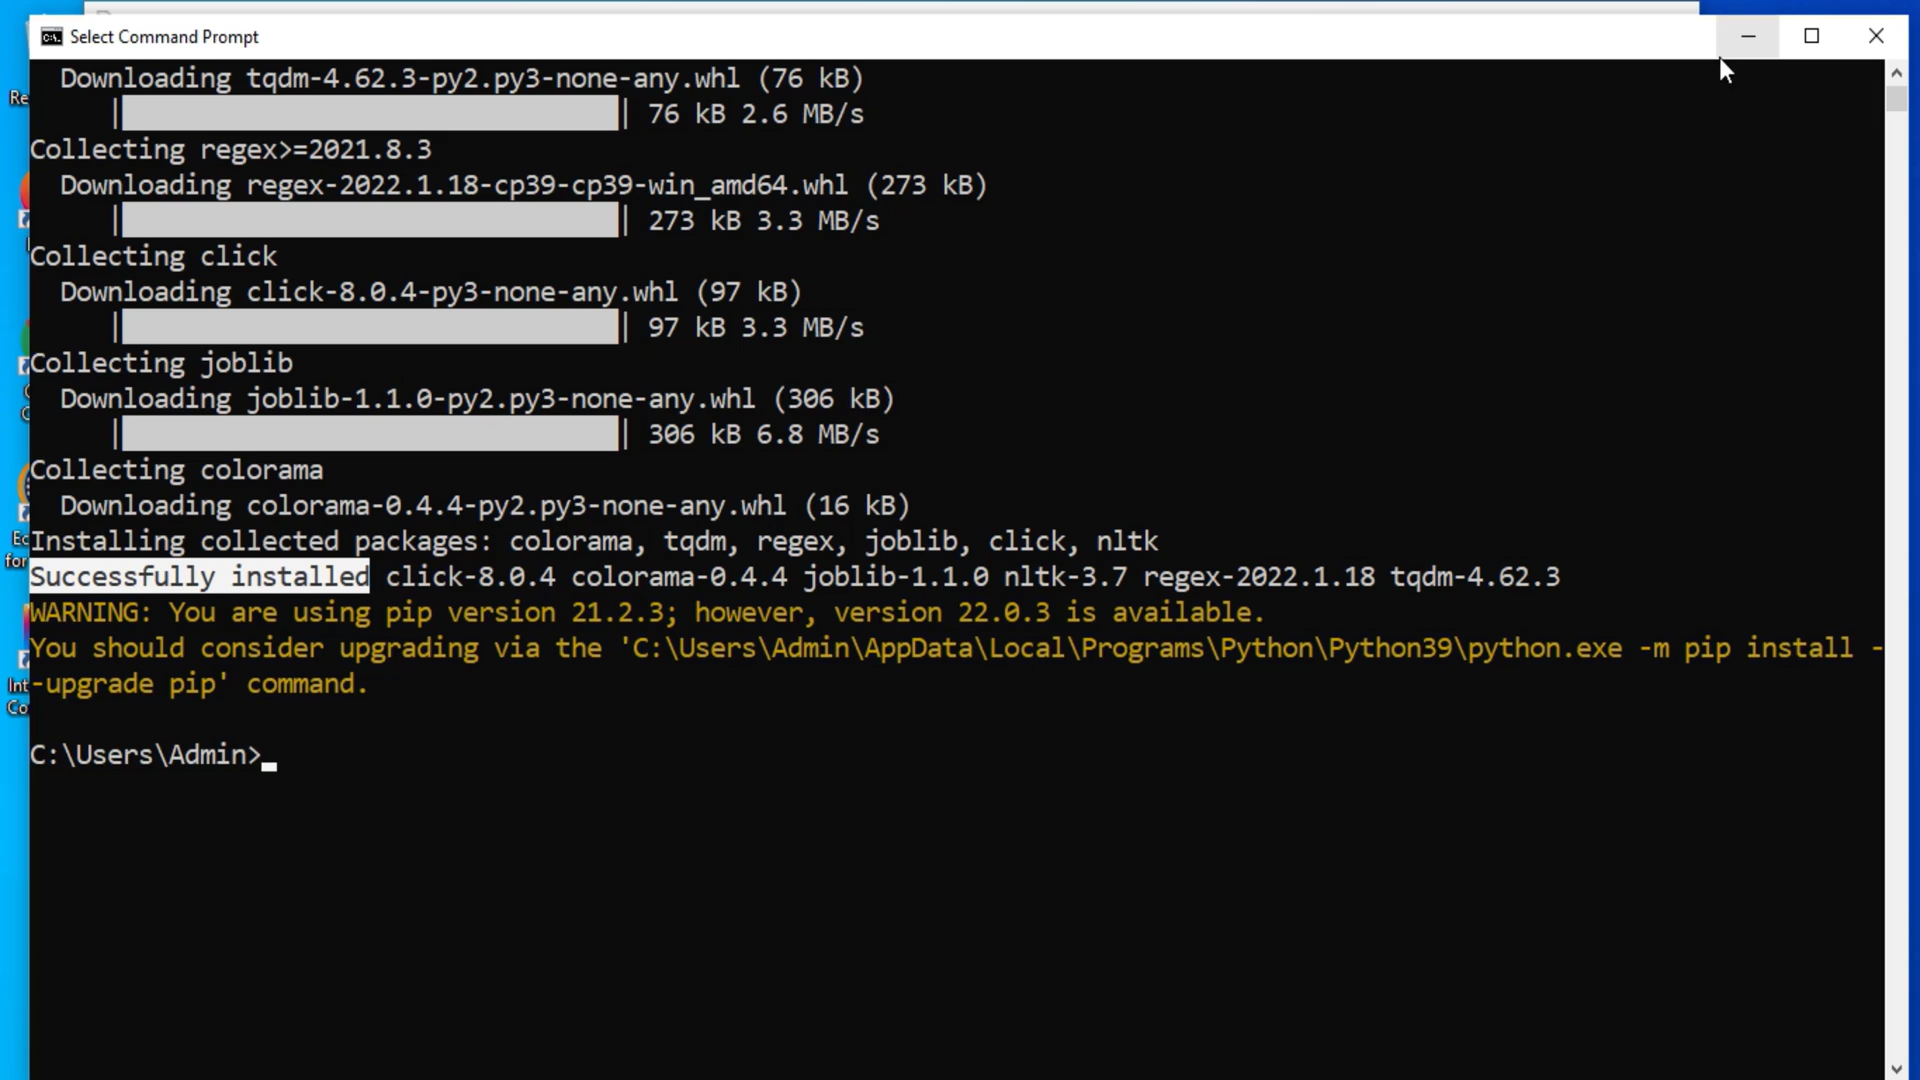 Select Command Prompt
Downloading tqdm-4.62.3-py2.py3-none-any.whl (76 kB)
| | 76 kB 2.6 MB/s
Collecting regex>=2021.8.3
Downloading regex-2022.1.18-cp39-cp39-win_amd64.whl (273 kB)
| | 273 kB 3.3 MB/s
Collecting click
Downloading click-8.0.4-py3-none-any.whl (97 kB)
| | 97 kB 3.3 MB/s
Collecting joblib
Downloading joblib-1.1.0-py2.py3-none-any.whl (306 kB)
| | 306 kB 6.8 MB/s
Collecting colorama
Downloading colorama-0.4.4-py2.py3-none-any.whl (16 kB)
Installing collected packages: colorama, tqdm, regex, joblib, click, nltk
Successfully installed click-8.0.4 colorama-0.4.4 joblib-1.1.0 nltk-3.7 regex-2022.1.18 tqdm-4.62.3
WARNING: You are using pip version 21.2.3; however, version 22.0.3 is available.
You should consider upgrading via the 'C:\Users\Admin\AppData\Local\Programs\Python\Python39\python.exe -m pip install -
-upgrade pip' command.
C:\Users\Admin>